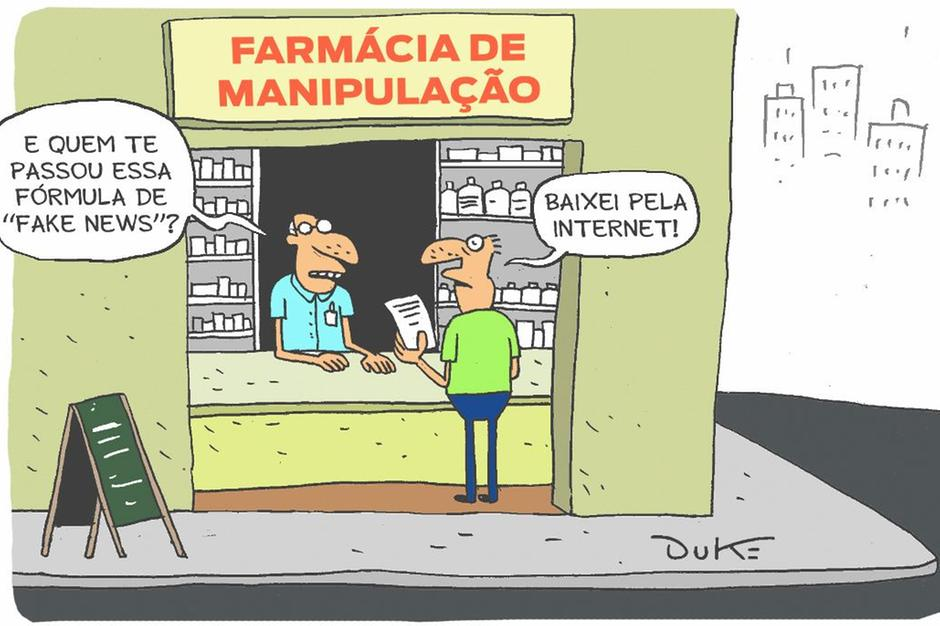 FARMÁCIA DE
MANIPULAÇÃO
E QUEM TE
PASSOU ESSA
FÓRMULA DE
“FAKE NEWS”?
BAIXEI PELA
INTERNET!
DUKE